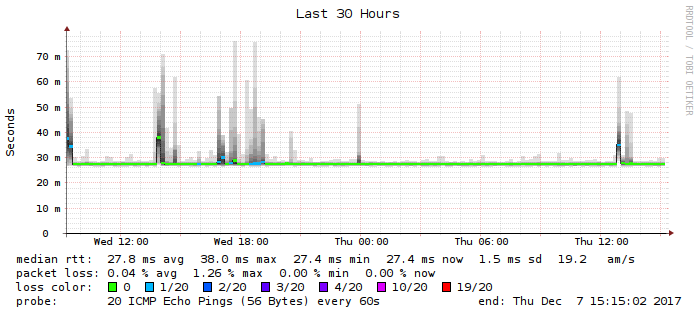 Last 30 Hours
RRDTOOL / TOBI OETIKER
Seconds
70 m
60 m
50 m
40 m
30 m
20 m
10 m
0
Wed 12:00 Wed 18:00 Thu 00:00 Thu 06:00 Thu 12:00
median rtt: 27.8 ms avg 38.0 ms max 27.4 ms min 27.4 ms now 1.5 ms sd 19.2 am/s
packet loss: 0.04 % avg 1.26 % max 0.00 % min 0.00 % now
loss color: 0 1/20 2/20 3/20 4/20 10/20 19/20
probe: 20 ICMP Echo Pings (56 Bytes) every 60s end: Thu Dec 7 15:15:02 2017